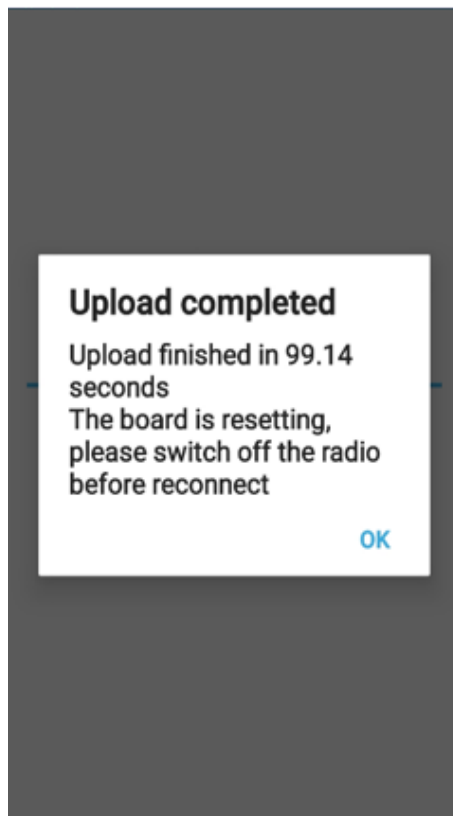 Upload completed
Upload finished in 99.14
seconds
The board is resetting,
please switch off the radio
before reconnect
OK